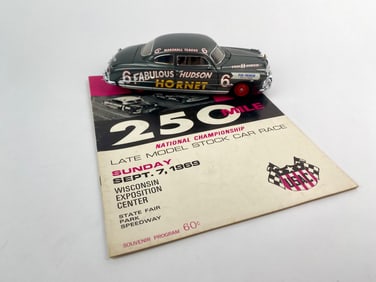 MARSHALL TEAGUE
6 FABULOUS HUDSON 6
HORNET
250 MILE
NATIONAL CHAMPIONSHIP
LATE MODEL STOCK CAR RACE
SUNDAY
SEPT. 7, 1969
WISCONSIN
EXPOSITION
CENTER
STATE FAIR
PARK
SPEEDWAY
USAC
SOUVENIR PROGRAM 60¢